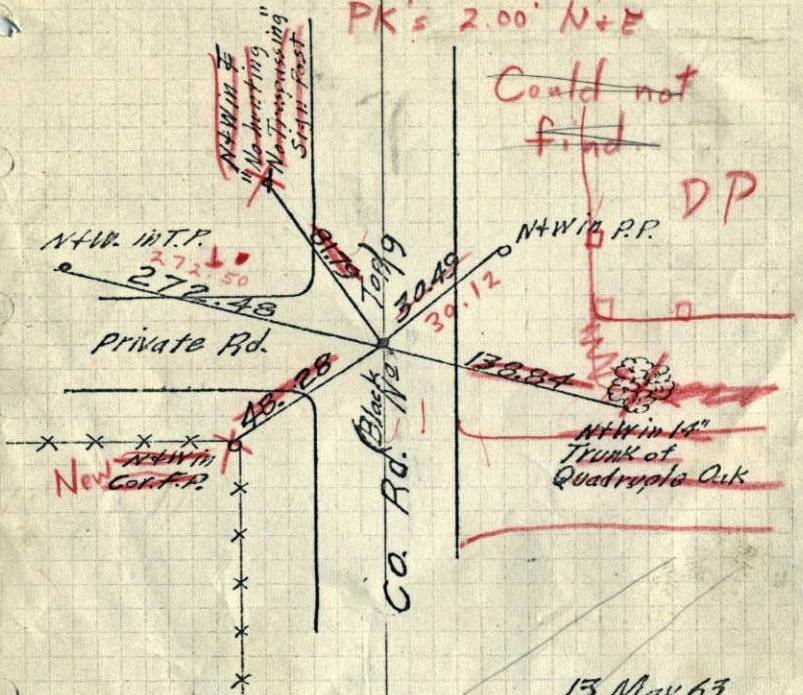 PK's 2.00' N+E
Could not
find.
DP
N+W in
"No hunting
No Trespassing"
Sign Post
N+W. in T.P.
272.50
272.48
81.79
30.49
30.12
N+W in P.P.
Private Rd.
48.28
138.84
(Black Top)
Co. Rd. No. 19
New
N+W in
Cor. F.P.
N+W in 14"
Trunk of
Quadruple Oak
13 May 63